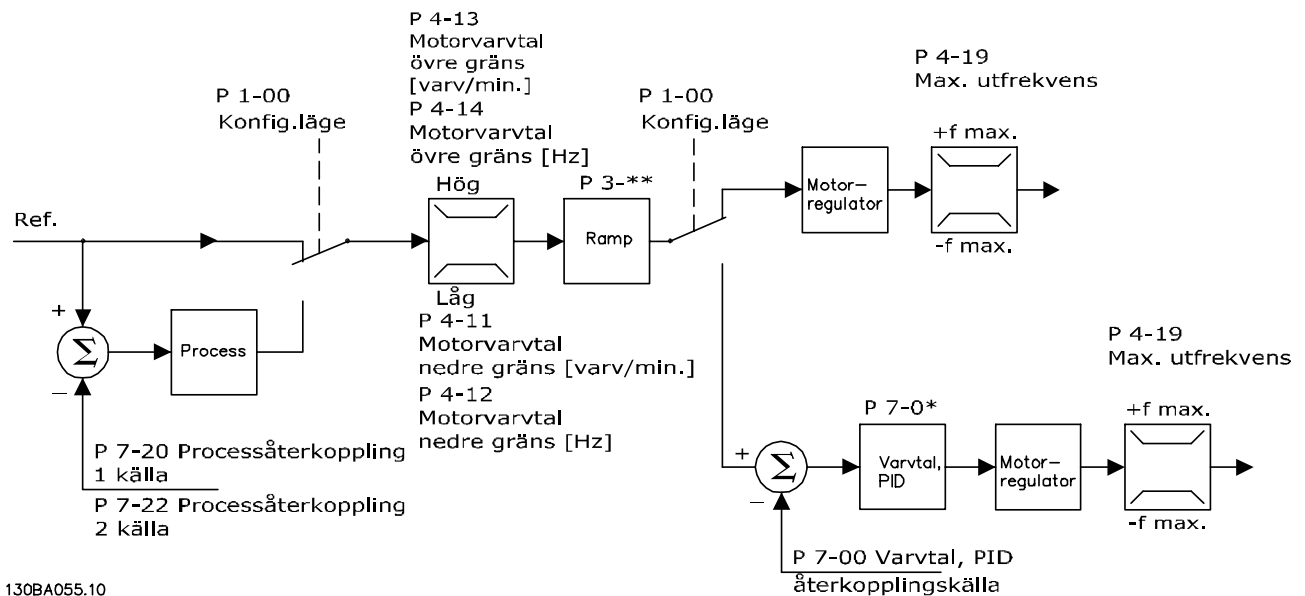 P 4-13
Motorvarvtal
övre gräns
[varv/min.]
P 4-14
Motorvarvtal
övre gräns [Hz]
P 1-00
Konfig.läge
P 1-00
Konfig.läge
P 4-19
Max. utfrekvens
+f max.
Hög
P 3-**
Ref.
Ramp
Motor-
regulator
-f max.
Låg
+
Σ
Process
−
P 4-11
Motorvarvtal
nedre gräns [varv/min.]
P 4-12
Motorvarvtal
nedre gräns [Hz]
P 7-20 Processåterkoppling
1 källa
P 7-22 Processåterkoppling
2 källa
P 4-19
Max. utfrekvens
P 7-0*
+f max.
+
Σ
Varvtal,
PID
Motor-
regulator
−
-f max.
P 7-00 Varvtal, PID
återkopplingskälla
130BA055.10